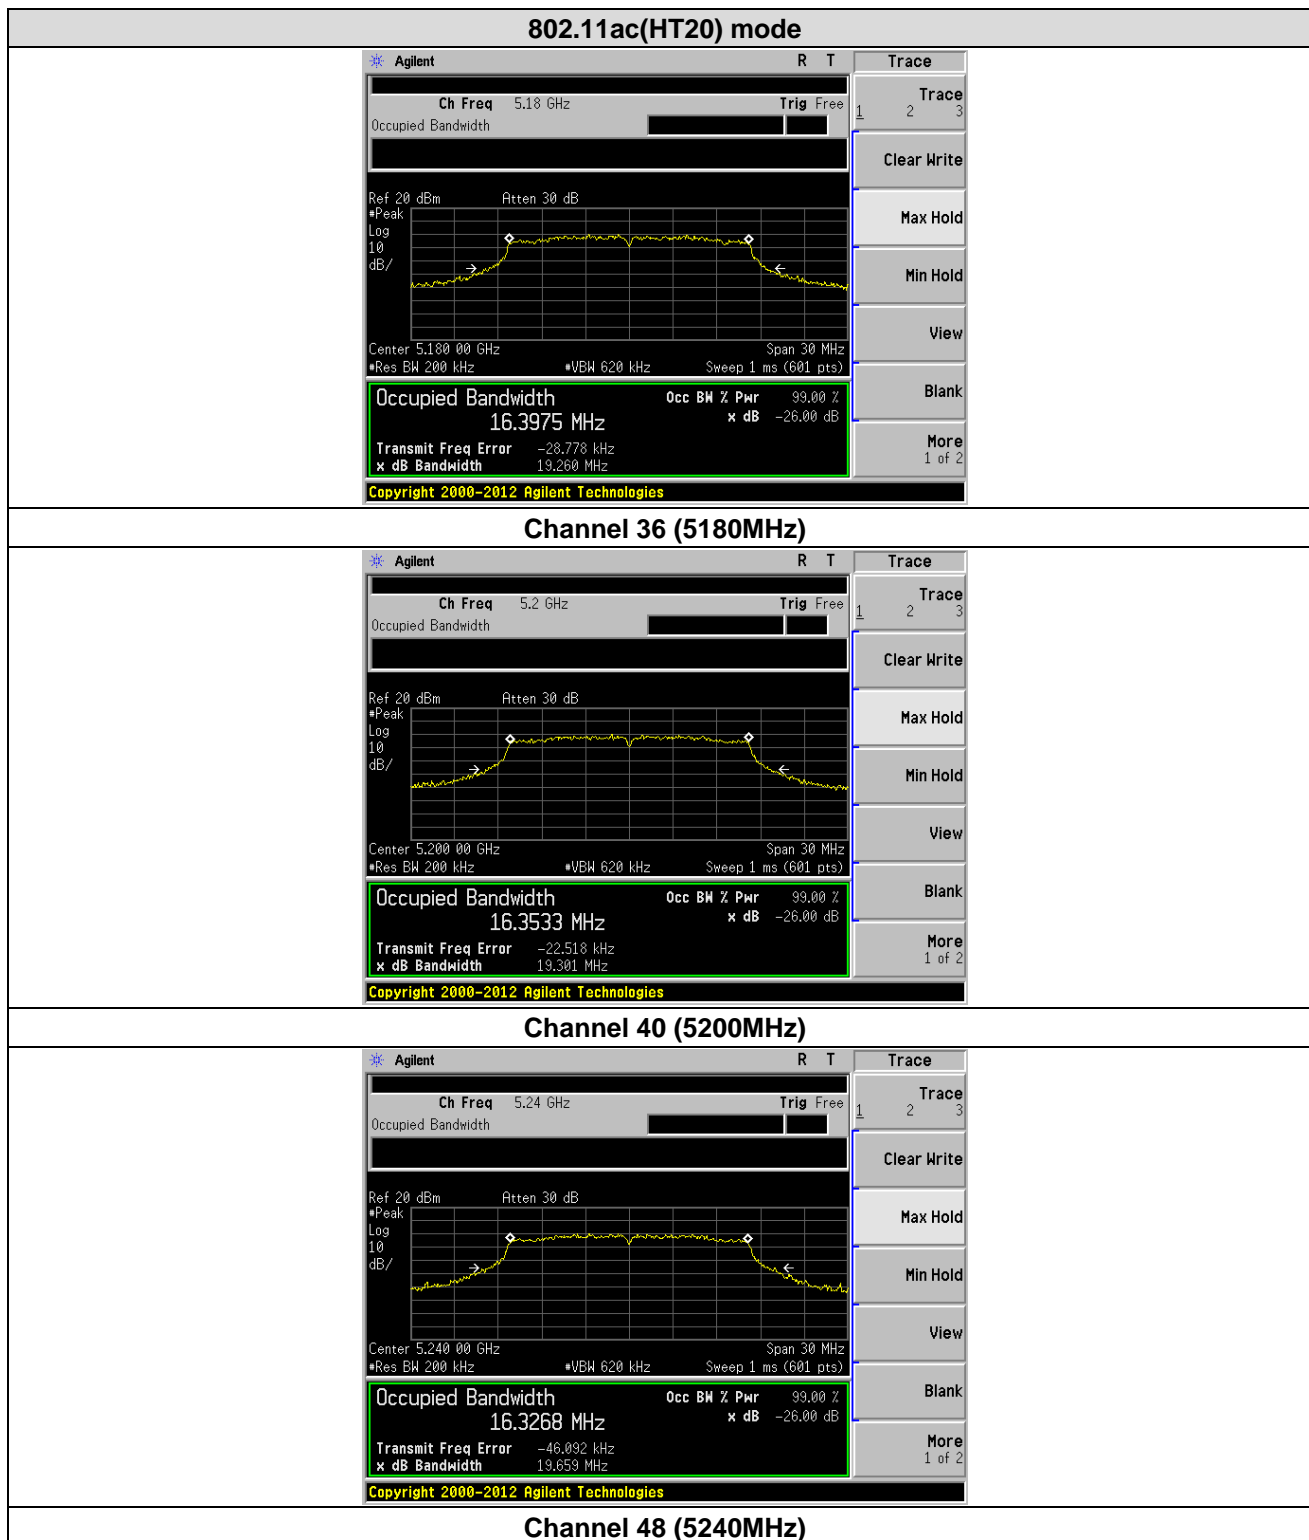 802.11ac(HT20) mode
Agilent R T Trace
Ch Freq 5.18 GHz Trig Free
Occupied Bandwidth
Trace
1 2 3
Clear Write
Max Hold
Min Hold
View
Blank
More
1 of 2
Ref 20 dBm Atten 30 dB
#Peak
Log
10
dB/
Center 5.180 00 GHz Span 30 MHz
#Res BW 200 kHz #VBW 620 kHz Sweep 1 ms (601 pts)
Occupied Bandwidth Occ BW % Pwr 99.00 %
16.3975 MHz x dB -26.00 dB
Transmit Freq Error -28.778 kHz
x dB Bandwidth 19.260 MHz
Copyright 2000-2012 Agilent Technologies
Channel 36 (5180MHz)
Agilent R T Trace
Ch Freq 5.2 GHz Trig Free
Occupied Bandwidth
Trace
1 2 3
Clear Write
Max Hold
Min Hold
View
Blank
More
1 of 2
Ref 20 dBm Atten 30 dB
#Peak
Log
10
dB/
Center 5.200 00 GHz Span 30 MHz
#Res BW 200 kHz #VBW 620 kHz Sweep 1 ms (601 pts)
Occupied Bandwidth Occ BW % Pwr 99.00 %
16.3533 MHz x dB -26.00 dB
Transmit Freq Error -22.518 kHz
x dB Bandwidth 19.301 MHz
Copyright 2000-2012 Agilent Technologies
Channel 40 (5200MHz)
Agilent R T Trace
Ch Freq 5.24 GHz Trig Free
Occupied Bandwidth
Trace
1 2 3
Clear Write
Max Hold
Min Hold
View
Blank
More
1 of 2
Ref 20 dBm Atten 30 dB
#Peak
Log
10
dB/
Center 5.240 00 GHz Span 30 MHz
#Res BW 200 kHz #VBW 620 kHz Sweep 1 ms (601 pts)
Occupied Bandwidth Occ BW % Pwr 99.00 %
16.3268 MHz x dB -26.00 dB
Transmit Freq Error -46.092 kHz
x dB Bandwidth 19.659 MHz
Copyright 2000-2012 Agilent Technologies
Channel 48 (5240MHz)